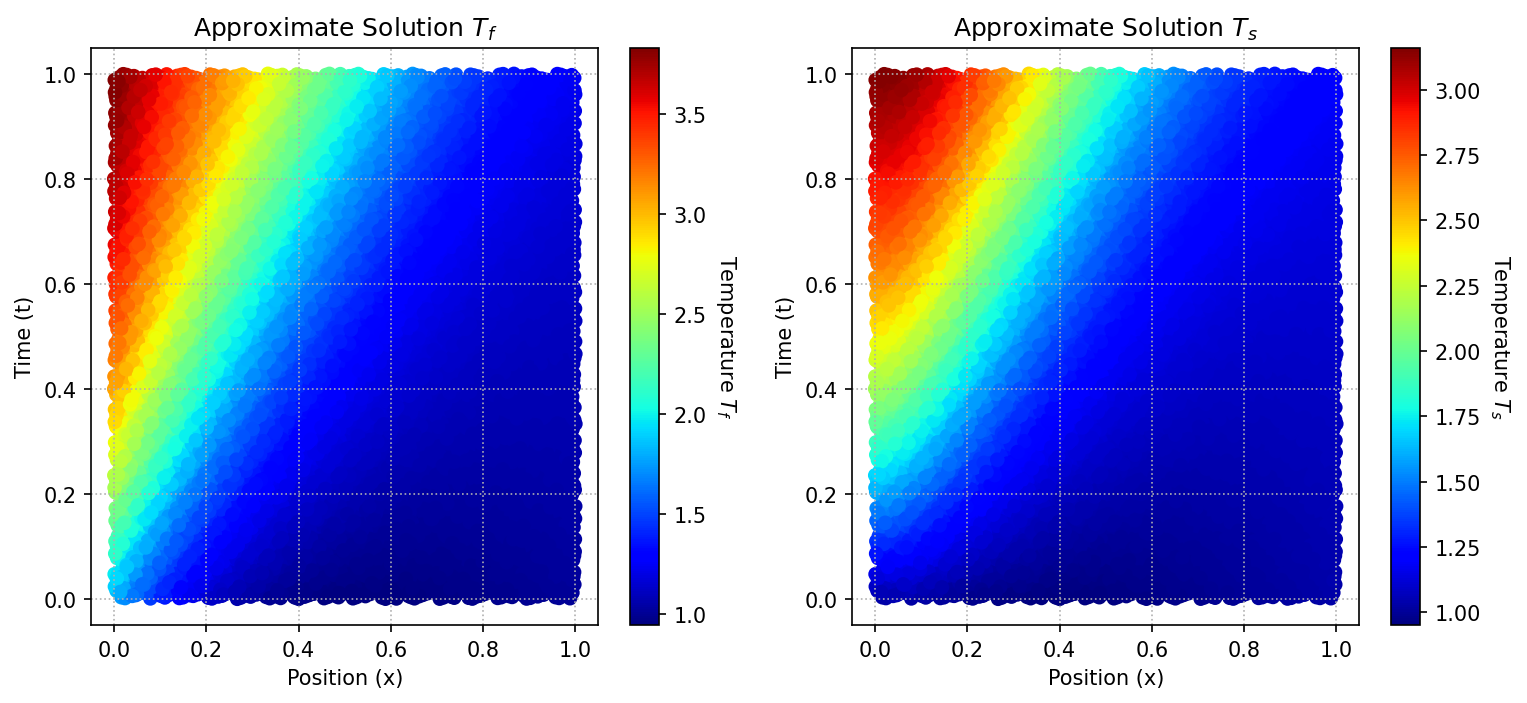 Approximate Solution T_f
1.0
0.8
0.6
0.4
0.2
0.0
Time (t)
0.0 0.2 0.4 0.6 0.8 1.0
Position (x)
3.5
3.0
2.5
2.0
1.5
1.0
Temperature T_f
Approximate Solution T_s
1.0
0.8
0.6
0.4
0.2
0.0
Time (t)
0.0 0.2 0.4 0.6 0.8 1.0
Position (x)
3.00
2.75
2.50
2.25
2.00
1.75
1.50
1.25
1.00
Temperature T_s